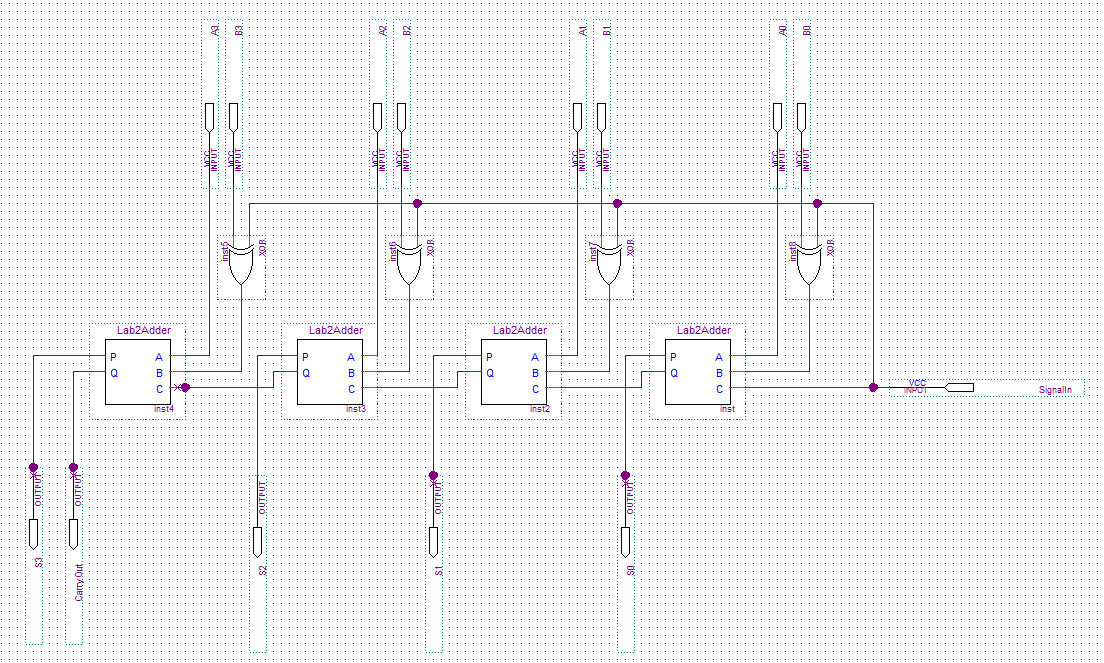 A3
B3
A2
B2
A1
B1
A0
B0
VCC
INPUT
VCC
INPUT
VCC
INPUT
VCC
INPUT
VCC
INPUT
VCC
INPUT
VCC
INPUT
VCC
INPUT
inst5
XOR
inst6
XOR
inst7
XOR
inst8
XOR
Lab2Adder
P
Q
A
B
C
inst4
Lab2Adder
P
Q
A
B
C
inst3
Lab2Adder
P
Q
A
B
C
inst2
Lab2Adder
P
Q
A
B
C
inst
VCC
INPUT
SignalIn
OUTPUT
S3
OUTPUT
Carry.Out
OUTPUT
S2
OUTPUT
S1
OUTPUT
S0